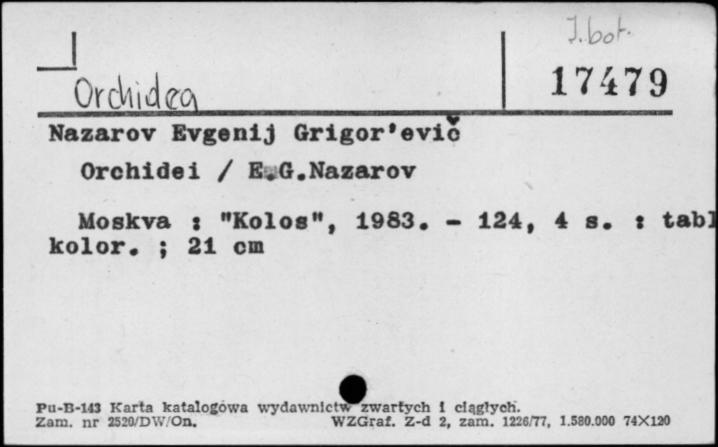 I. bot.
17479
Orchidea
Nazarov Evgenij Grigor'evič
Orchidei / E.G.Nazarov
Moskva : "Kolos", 1983. - 124, 4 s. : tabl
kolor. ; 21 cm
Pu-B-143 Karta katalogowa wydawnictw zwartych i ciągłych.
Zam. nr 2520/DW/On. WZGraf. Z-d 2, zam. 1226/77, 1.580.000 74×120